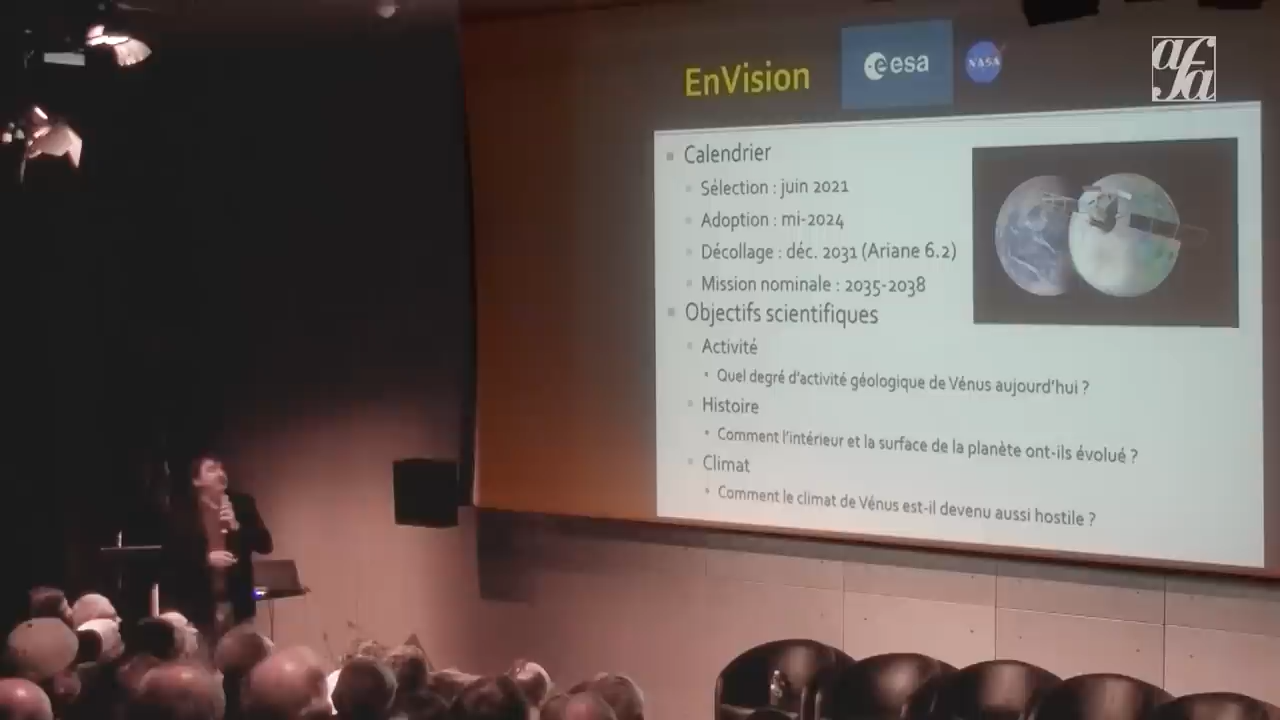 EnVision
esa
NASA
afa
Calendrier
Sélection : juin 2021
Adoption : mi-2024
Décollage : déc. 2031 (Ariane 6.2)
Mission nominale : 2035-2038
Objectifs scientifiques
Activité
Quel degré d'activité géologique de Vénus aujourd'hui ?
Histoire
Comment l'intérieur et la surface de la planète ont-ils évolué ?
Climat
Comment le climat de Vénus est-il devenu aussi hostile ?